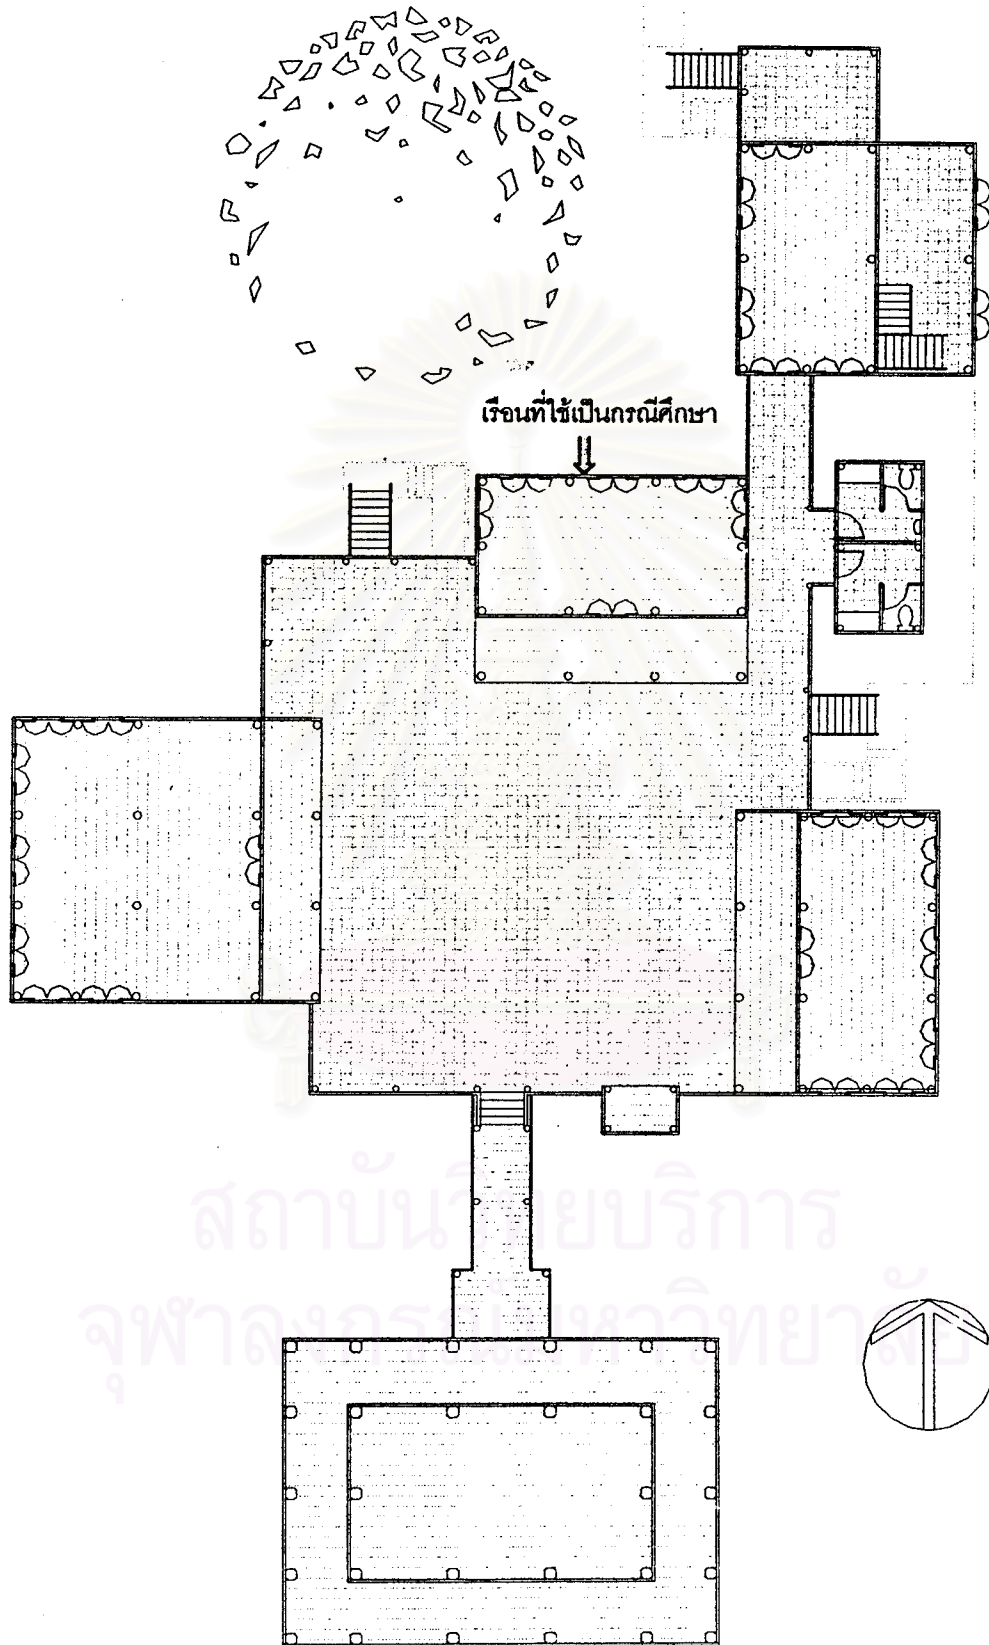 เรือนที่ใช้เป็นกรณีศึกษา
สถาบันวิทยบริการ
จุฬาลงกรณ์มหาวิทยาลัย